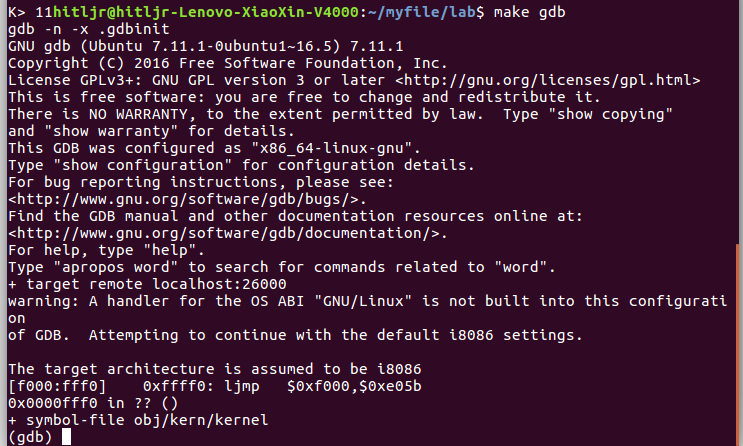 K> 11hitljr@hitljr-Lenovo-XiaoXin-V4000:~/myfile/lab$ make gdb
gdb -n -x .gdbinit
GNU gdb (Ubuntu 7.11.1-0ubuntu1~16.5) 7.11.1
Copyright (C) 2016 Free Software Foundation, Inc.
License GPLv3+: GNU GPL version 3 or later <http://gnu.org/licenses/gpl.html>
This is free software: you are free to change and redistribute it.
There is NO WARRANTY, to the extent permitted by law.  Type "show copying"
and "show warranty" for details.
This GDB was configured as "x86_64-linux-gnu".
Type "show configuration" for configuration details.
For bug reporting instructions, please see:
<http://www.gnu.org/software/gdb/bugs/>.
Find the GDB manual and other documentation resources online at:
<http://www.gnu.org/software/gdb/documentation/>.
For help, type "help".
Type "apropos word" to search for commands related to "word".
+ target remote localhost:26000
warning: A handler for the OS ABI "GNU/Linux" is not built into this configurati
on
of GDB.  Attempting to continue with the default i8086 settings.

The target architecture is assumed to be i8086
[f000:fff0]    0xffff0: ljmp   $0xf000,$0xe05b
0x0000fff0 in ?? ()
+ symbol-file obj/kern/kernel
(gdb)